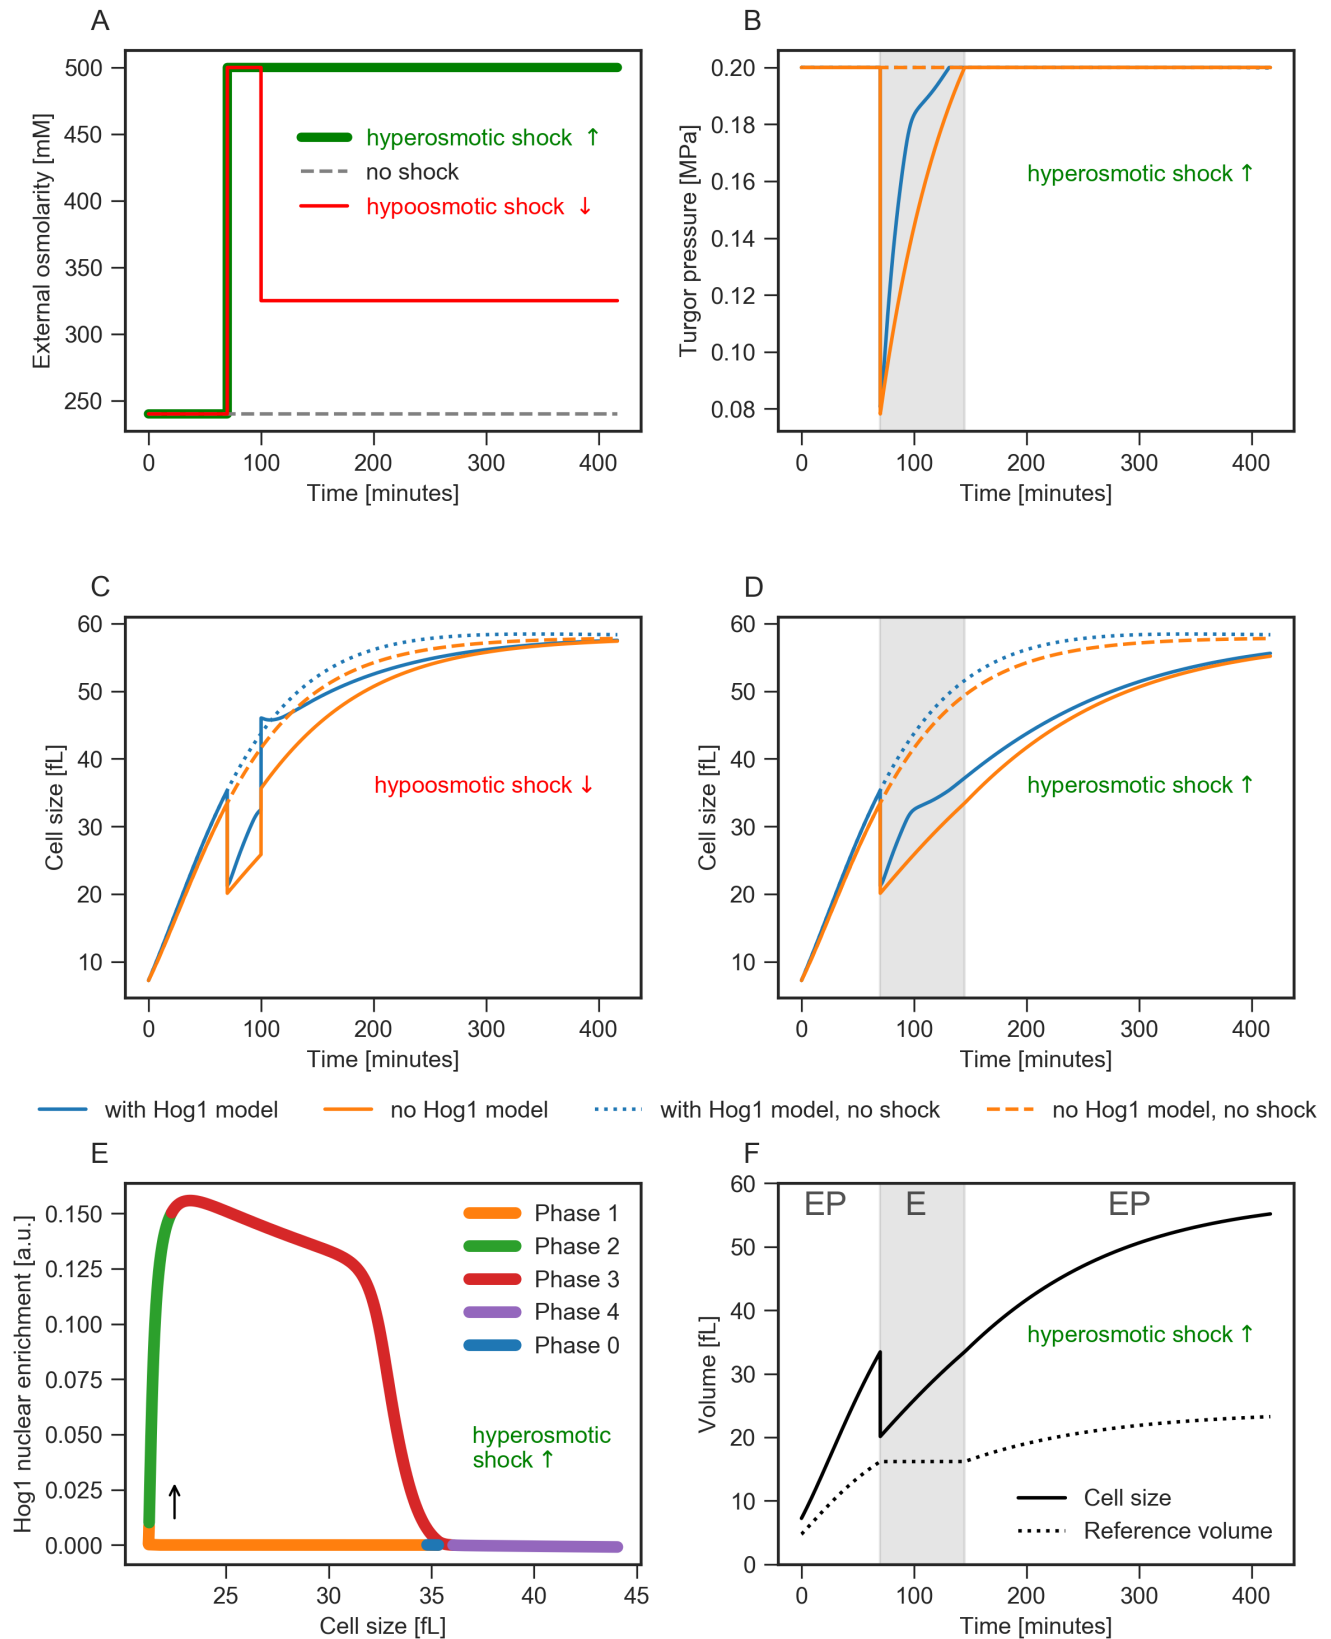 A
External osmolarity [mM]
500
450
400
350
300
250
hyperosmotic shock ↑
no shock
hypoosmotic shock ↓
0 100 200 300 400
Time [minutes]
B
Turgor pressure [MPa]
0.20
0.18
0.16
0.14
0.12
0.10
0.08
hyperosmotic shock ↑
0 100 200 300 400
Time [minutes]
C
Cell size [fL]
60
50
40
30
20
10
hypoosmotic shock ↓
0 100 200 300 400
Time [minutes]
D
Cell size [fL]
60
50
40
30
20
10
hyperosmotic shock ↑
0 100 200 300 400
Time [minutes]
with Hog1 model no Hog1 model with Hog1 model, no shock no Hog1 model, no shock
E
Hog1 nuclear enrichment [a.u.]
0.150
0.125
0.100
0.075
0.050
0.025
0.000
Phase 1
Phase 2
Phase 3
Phase 4
Phase 0
hyperosmotic
shock ↑
25 30 35 40 45
Cell size [fL]
F
Volume [fL]
60
50
40
30
20
10
0
EP E EP
hyperosmotic shock ↑
Cell size
Reference volume
0 100 200 300 400
Time [minutes]